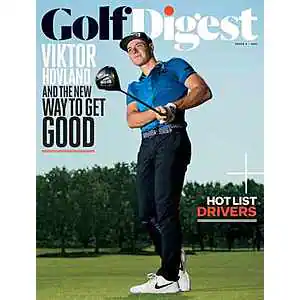 Golf Digest
VIKTOR
HOVLAND
AND THE NEW
WAY TO GET
GOOD
HOT LIST
DRIVERS